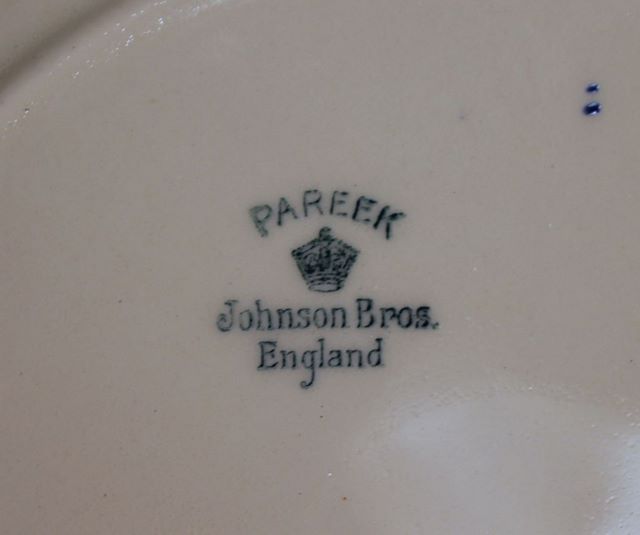 PAREEK
Johnson Bros.
England